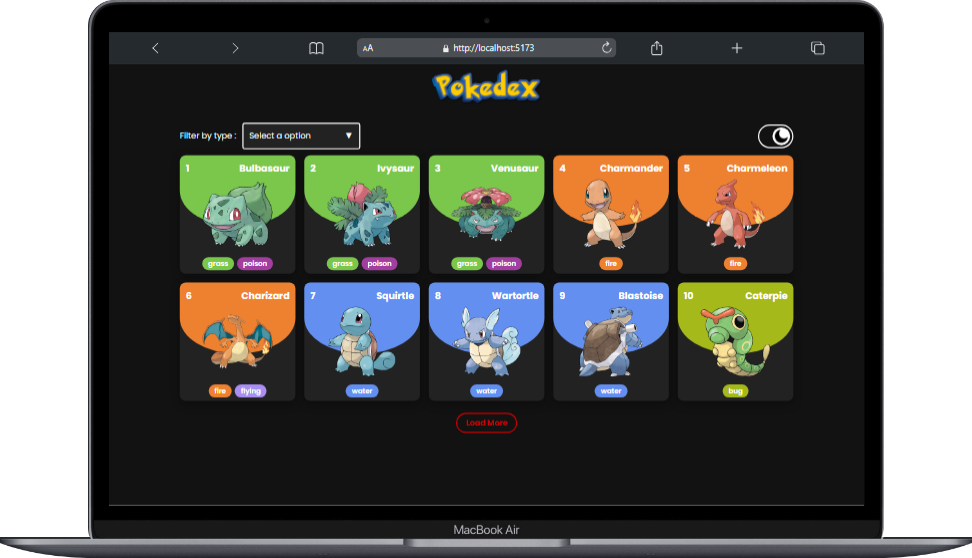 AA http://localhost:5173
Pokedex
Filter by type : Select a option ▼
1 Bulbasaur
2 Ivysaur
3 Venusaur
4 Charmander
5 Charmeleon
grass poison
grass poison
grass poison
fire
fire
6 Charizard
7 Squirtle
8 Wartortle
9 Blastoise
10 Caterpie
fire flying
water
water
water
bug
Load More
MacBook Air